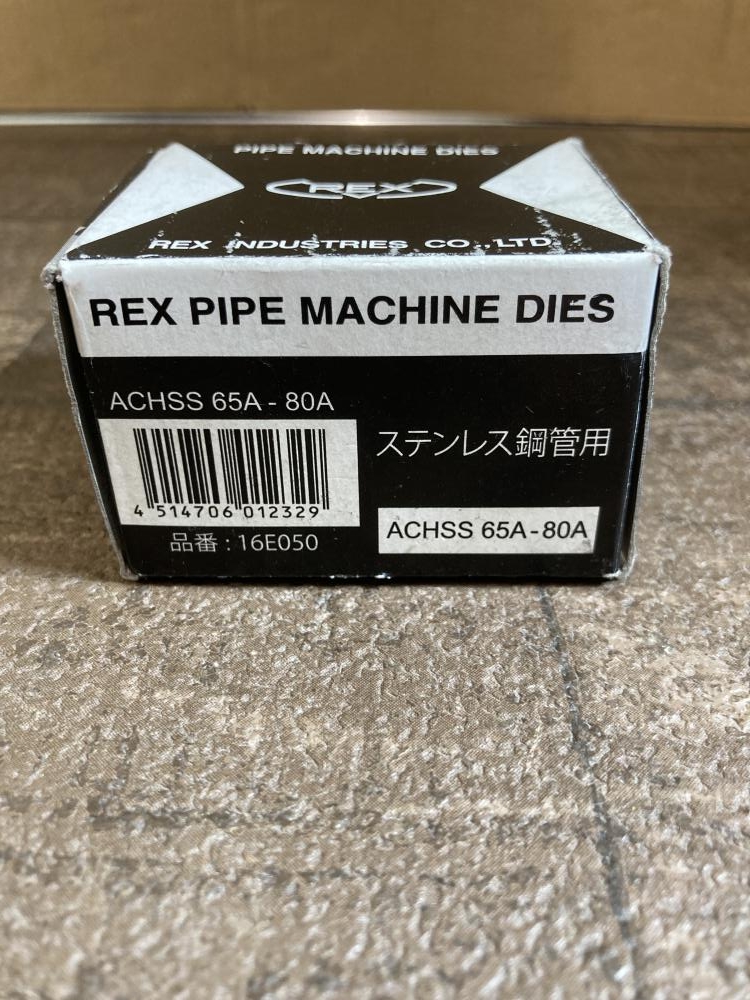 PIPE MACHINE DIES
REX
REX INDUSTRIES CO.,LTD.
REX PIPE MACHINE DIES
ACHSS 65A - 80A
4 514706 012329
ステンレス鋼管用
品番 : 16E050
ACHSS 65A - 80A